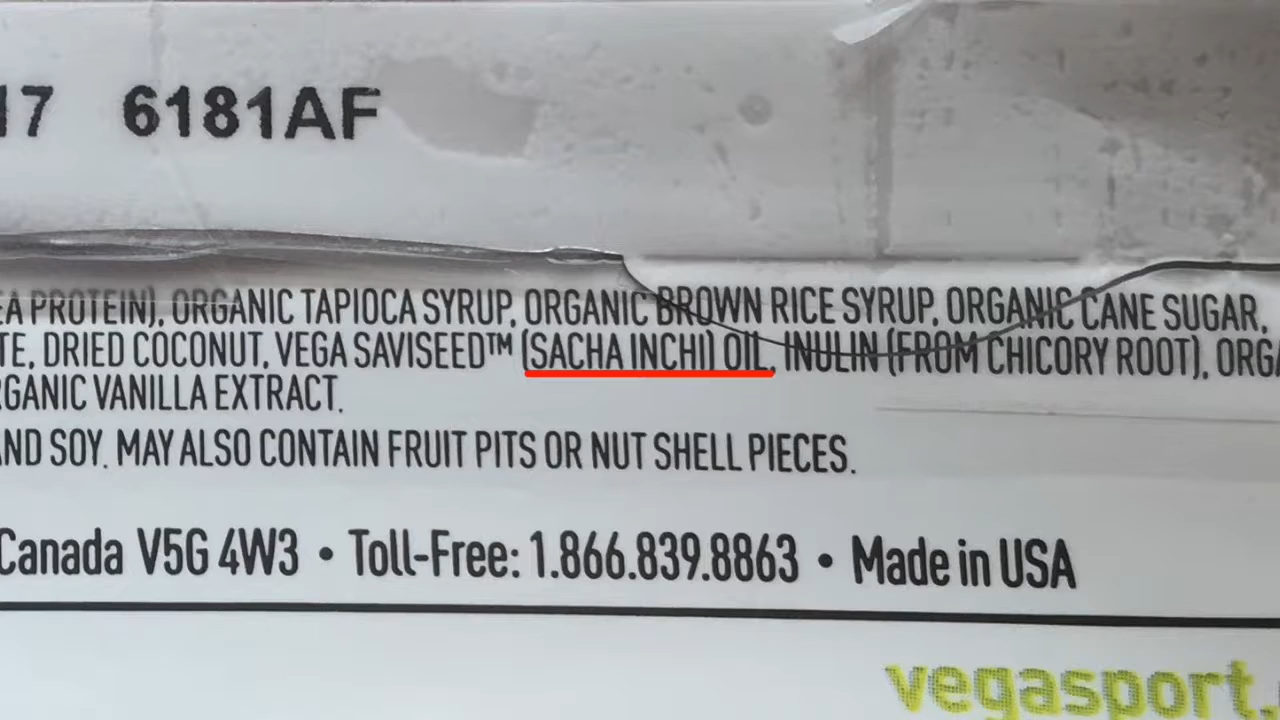 17 6181AF
EA PROTEIN), ORGANIC TAPIOCA SYRUP, ORGANIC BROWN RICE SYRUP, ORGANIC CANE SUGAR,
TE, DRIED COCONUT, VEGA SAVISEED™ (SACHA INCHI) OIL, INULIN (FROM CHICORY ROOT), ORGA
GANIC VANILLA EXTRACT.
AND SOY. MAY ALSO CONTAIN FRUIT PITS OR NUT SHELL PIECES.
Canada V5G 4W3 • Toll-Free: 1.866.839.8863 • Made in USA
vegasport.